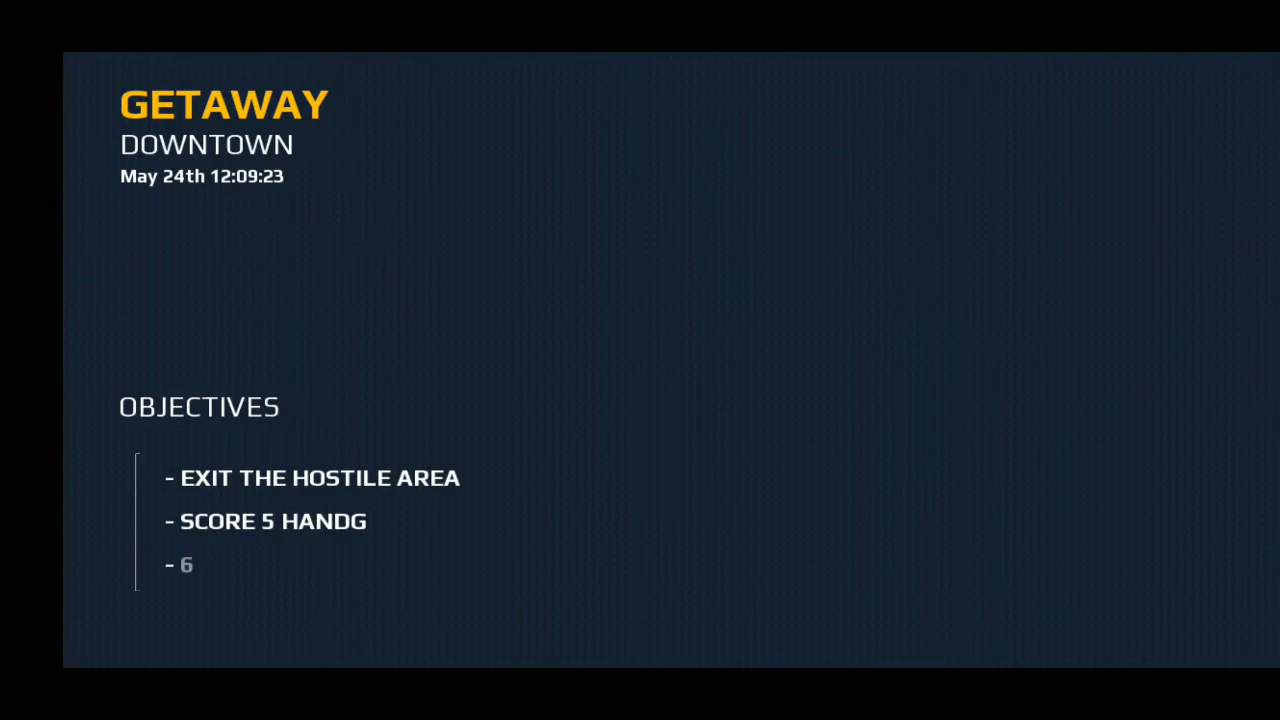 GETAWAY
DOWNTOWN
May 24th 12:09:23
OBJECTIVES
- EXIT THE HOSTILE AREA
- SCORE 5 HANDG
- 6